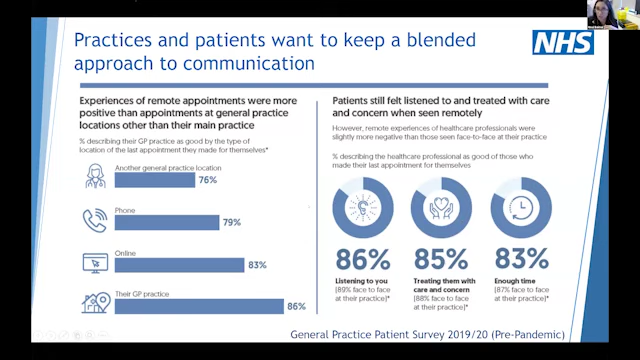 Practices and patients want to keep a blended
approach to communication
NHS
Experiences of remote appointments were more
positive than appointments at general practice
locations other than their main practice
% describing their GP practice as good by the type of
location of the last appointment they made for themselves*
Another general practice location
76%
Phone
79%
Online
83%
Their GP practice
86%
Patients still felt listened to and treated with care
and concern when seen remotely
However, remote experiences of healthcare professionals were
slightly more negative than those seen face-to-face at their practice
% describing the healthcare professional as good of those who
made their last appointment for themselves
86%
Listening to you
(89% face to face
at their practice)*
85%
Treating them with
care and concern
(88% face to face
at their practice)*
83%
Enough time
(87% face to face
at their practice)*
General Practice Patient Survey 2019/20 (Pre-Pandemic)